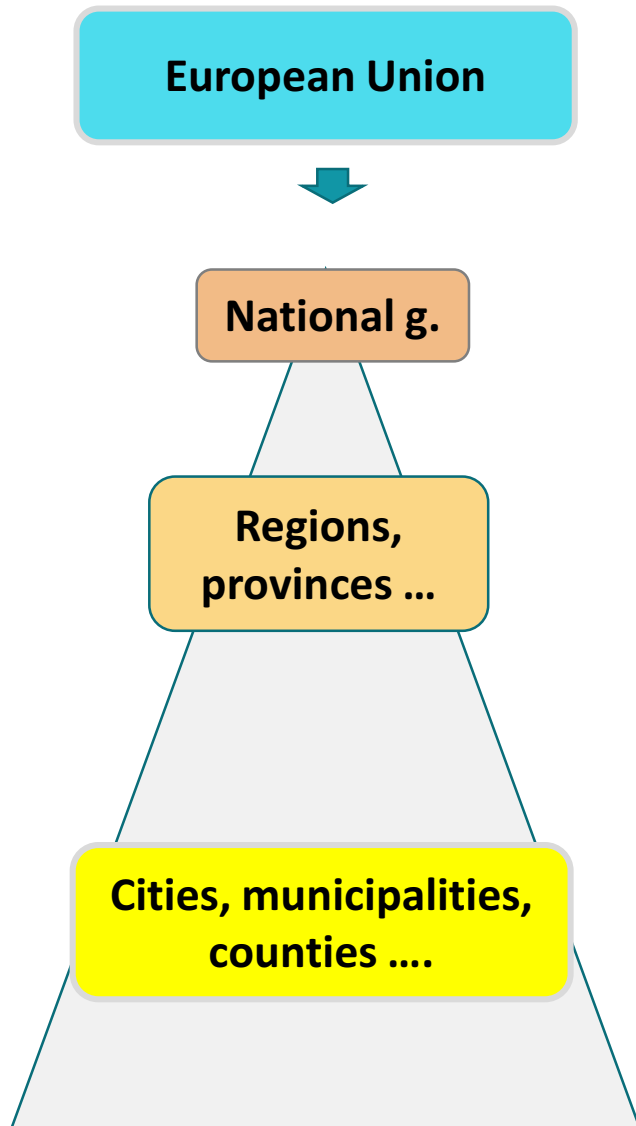 European Union
National g.
Regions,
provinces …
Cities, municipalities,
counties ….